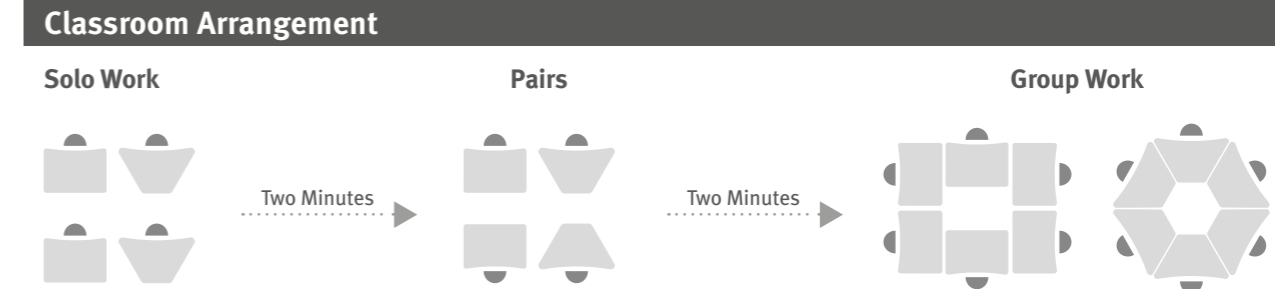 Classroom Arrangement
Solo Work
Pairs
Group Work
Two Minutes
Two Minutes